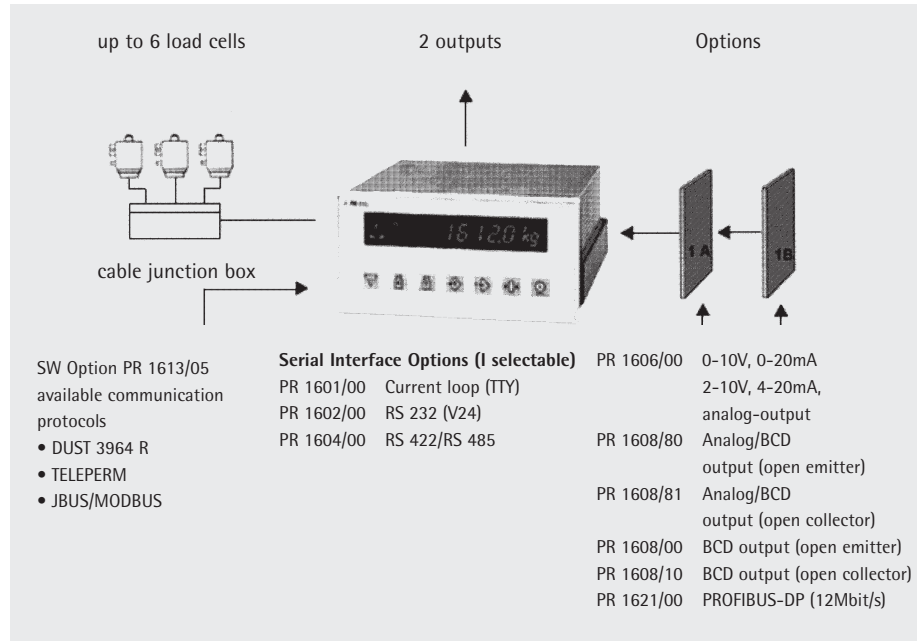 up to 6 load cells
2 outputs
Options
1612.0 kg
1A
1B
cable junction box
SW Option PR 1613/05
available communication
protocols
• DUST 3964 R
• TELEPERM
• JBUS/MODBUS
Serial Interface Options (I selectable)
PR 1601/00 Current loop (TTY)
PR 1602/00 RS 232 (V24)
PR 1604/00 RS 422/RS 485
PR 1606/00 0-10V, 0-20mA
2-10V, 4-20mA,
analog-output
PR 1608/80 Analog/BCD
output (open emitter)
PR 1608/81 Analog/BCD
output (open collector)
PR 1608/00 BCD output (open emitter)
PR 1608/10 BCD output (open collector)
PR 1621/00 PROFIBUS-DP (12Mbit/s)